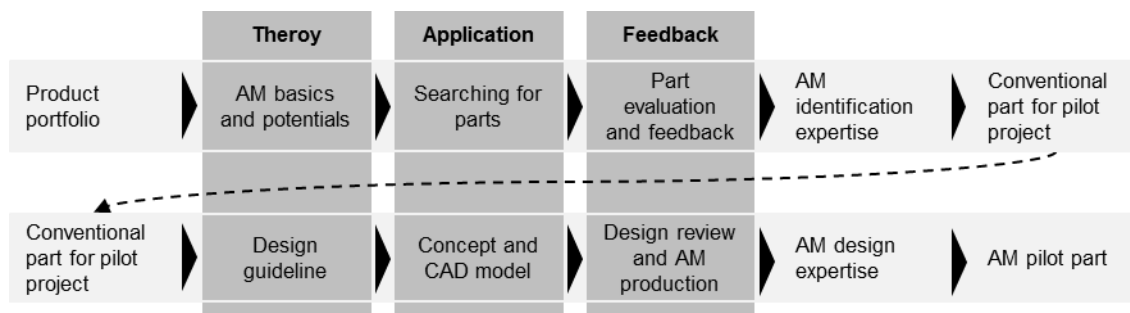 Theroy
Application
Feedback
Product
portfolio
AM basics
and potentials
Searching for
parts
Part
evaluation
and feedback
AM
identification
expertise
Conventional
part for pilot
project
Conventional
part for pilot
project
Design
guideline
Concept and
CAD model
Design review
and AM
production
AM design
expertise
AM pilot part